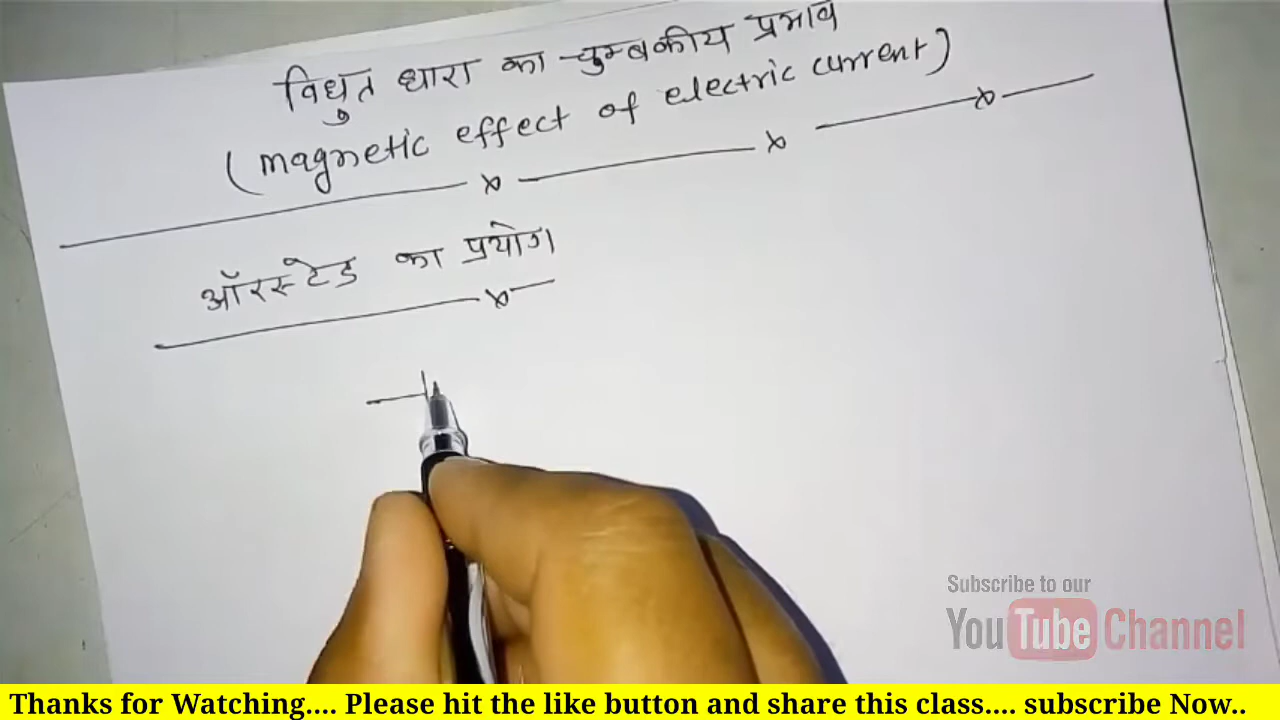 विधुत धारा का चुम्बकीय प्रभाव
(magnetic effect of electric current)
ऑरस्टेड का प्रयोग
Subscribe to our
YouTube Channel
Thanks for Watching.... Please hit the like button and share this class.... subscribe Now..